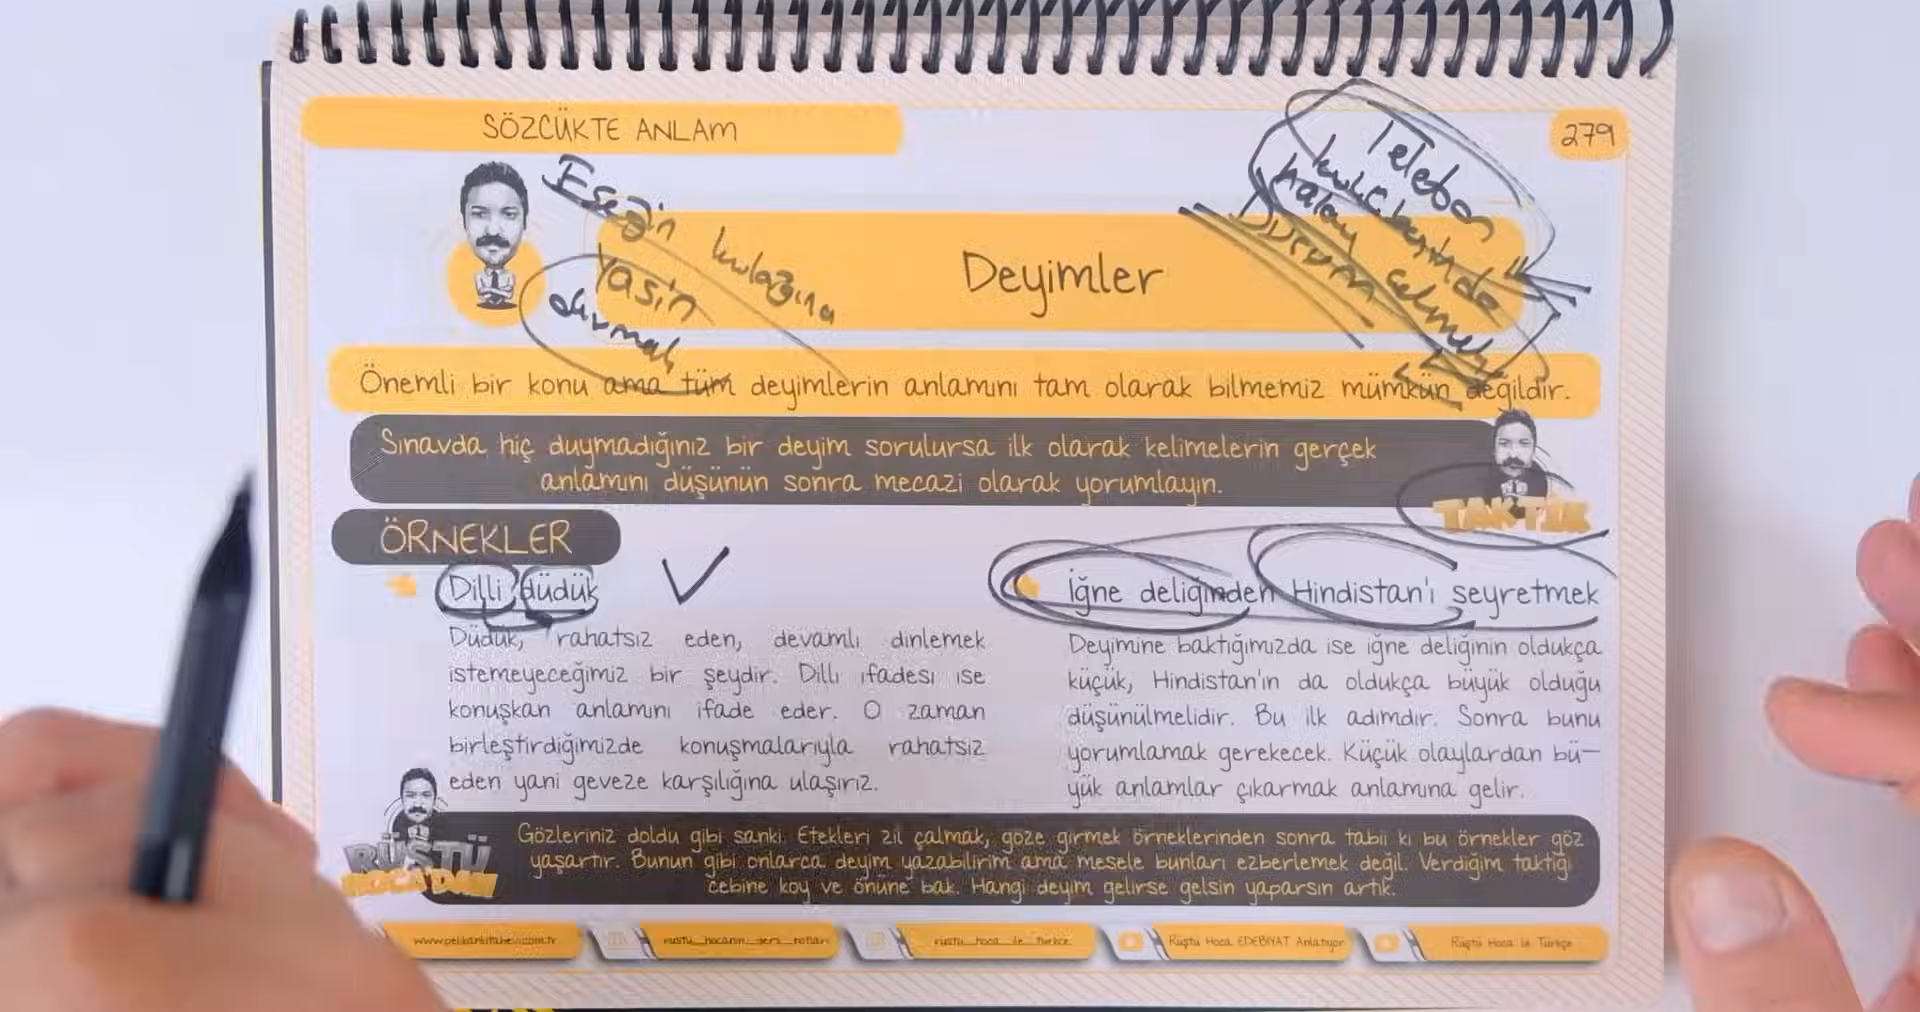 SÖZCÜKTE ANLAM
279
Eşeğin kulağına
Yasin
Telefon
kulübesinde
halay çekmek
Durum
Deyimler
Önemli bir konu ama tüm deyimlerin anlamını tam olarak bilmemiz mümkün değildir.
Sınavda hiç duymadığınız bir deyim sorulursa ilk olarak kelimelerin gerçek
anlamını düşünün sonra mecazi olarak yorumlayın.
TAKTİK
ÖRNEKLER
Dilli düdük
Düdük, rahatsız eden, devamlı dinlemek
istemeyeceğimiz bir şeydir. Dilli ifadesi ise
konuşkan anlamını ifade eder. O zaman
birleştirdiğimizde konuşmalarıyla rahatsız
eden yani geveze karşılığına ulaşırız.
İğne deliğinden Hindistan'ı seyretmek
Deyimine baktığımızda ise iğne deliğinin oldukça
küçük, Hindistan'ın da oldukça büyük olduğu
düşünülmelidir. Bu ilk adımdır. Sonra bunu
yorumlamak gerekecek. Küçük olaylardan bü-
yük anlamlar çıkarmak anlamına gelir.
RÜŞTÜ
HOCA'DAN
Gözleriniz doldu gibi sanki. Etekleri zil çalmak, göze girmek örneklerinden sonra tabii ki bu örnekler göz
yaşartır. Bunun gibi onlarca deyim yazabilirim ama mesele bunları ezberlemek değil. Verdiğim taktiği
cebine koy ve önüne bak. Hangi deyim gelirse gelsin yaparsın artık.
rustu_hocanin_ders_notlari
rustu_hoca_ile_turkce
Rüştü Hoca EDEBİYAT Anlatıyor
Rüştü Hoca ile Türkçe